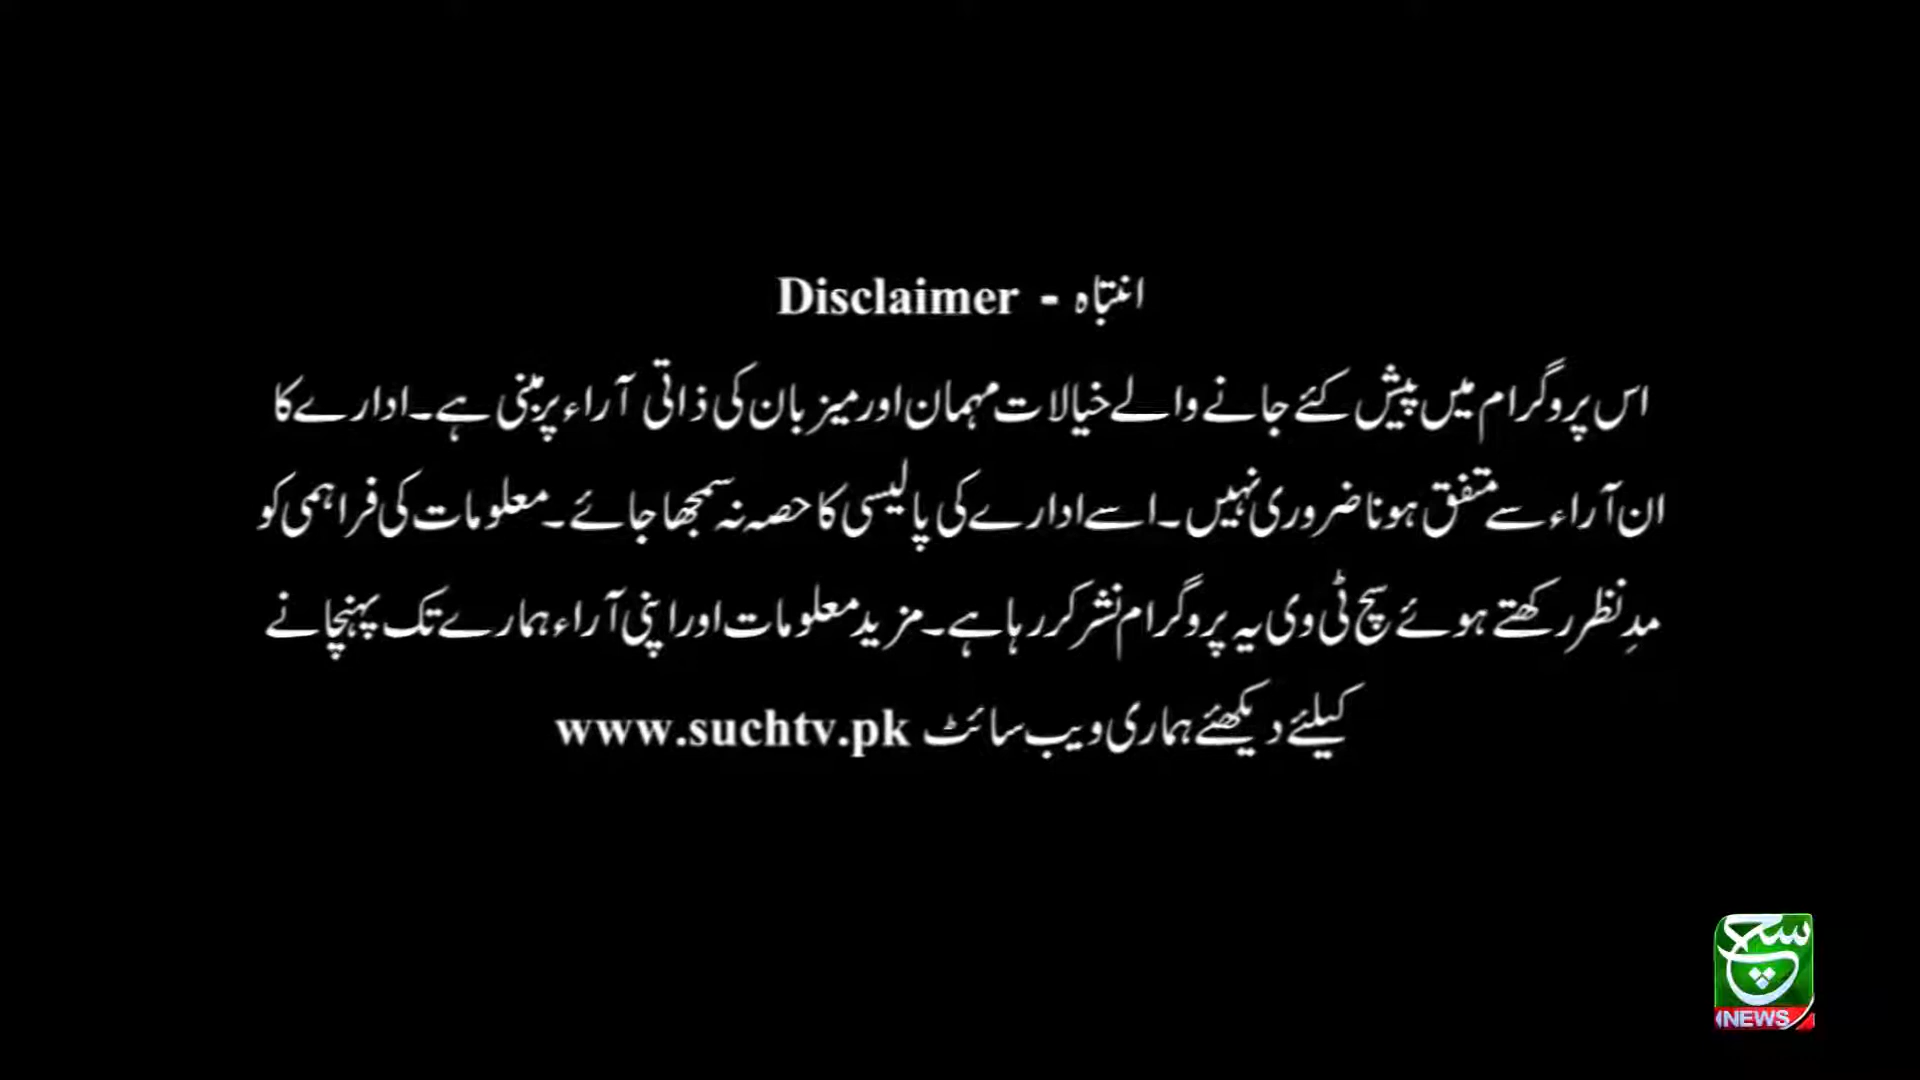 انتباہ - Disclaimer
اس پروگرام میں پیش کئے جانے والے خیالات مہمان اور میزبان کی ذاتی آراء پر مبنی ہے۔ ادارے کا
ان آراء سے متفق ہونا ضروری نہیں۔ اسے ادارے کی پالیسی کا حصہ نہ سمجھا جائے۔ معلومات کی فراہمی کو
مدِ نظر رکھتے ہوئے سچ ٹی وی یہ پروگرام نشر کر رہا ہے۔ مزید معلومات اور اپنی آراء ہمارے تک پہنچانے
کیلئے دیکھئے ہماری ویب سائٹ www.suchtv.pk
سچ
NEWS